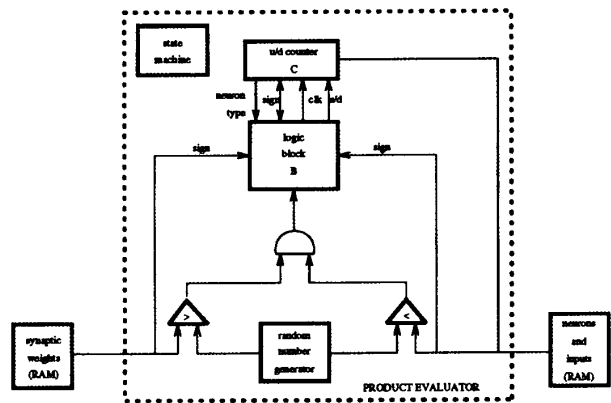 state
machine
u/d counter
C
neuron
type
sign
clk
u/d
logic
block
B
sign
sign
>
<
synaptic
weights
(RAM)
random
number
generator
neurons
and
inputs
(RAM)
PRODUCT EVALUATOR